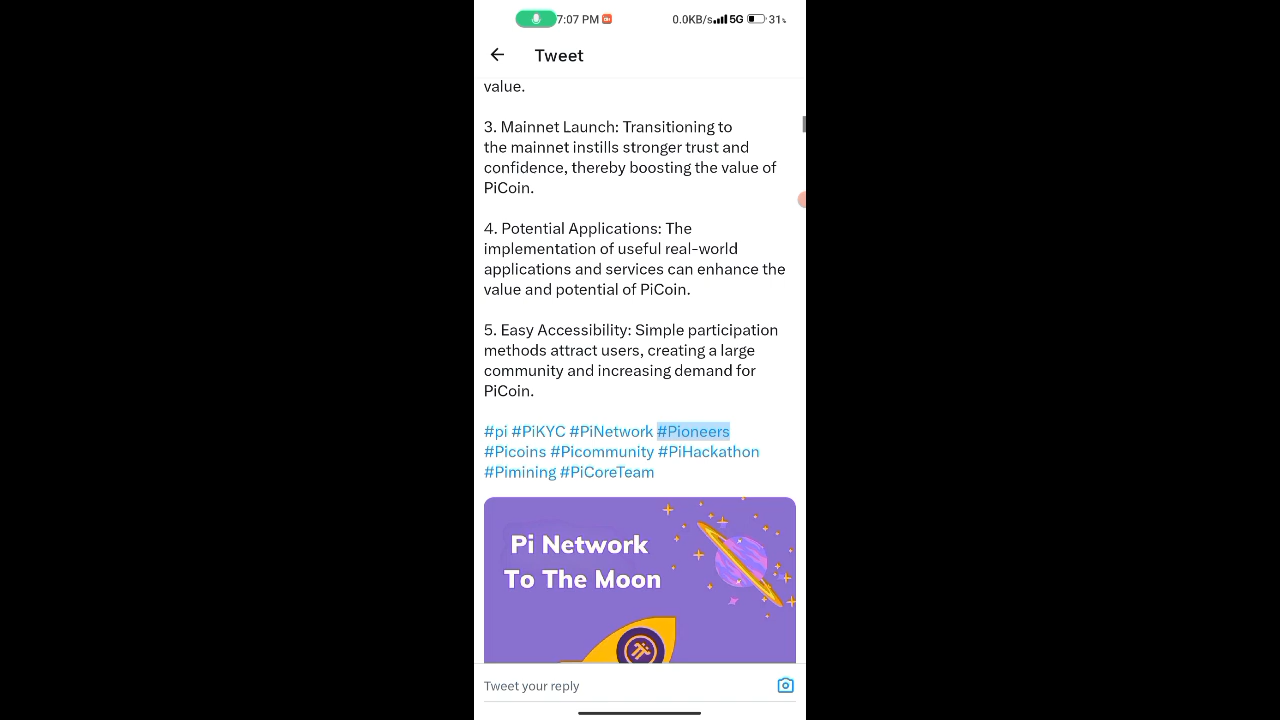 7:07 PM
0.0KB/s 5G 31%
Tweet
value.
3. Mainnet Launch: Transitioning to
the mainnet instills stronger trust and
confidence, thereby boosting the value of
PiCoin.
4. Potential Applications: The
implementation of useful real-world
applications and services can enhance the
value and potential of PiCoin.
5. Easy Accessibility: Simple participation
methods attract users, creating a large
community and increasing demand for
PiCoin.
#pi #PiKYC #PiNetwork #Pioneers
#Picoins #Picommunity #PiHackathon
#Pimining #PiCoreTeam
Pi Network
To The Moon
Tweet your reply